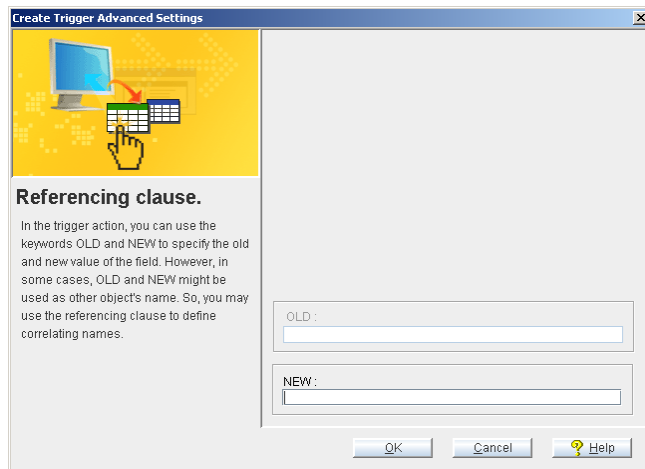 Create Trigger Advanced Settings
Referencing clause.
In the trigger action, you can use the
keywords OLD and NEW to specify the old
and new value of the field. However, in
some cases, OLD and NEW might be
used as other object's name. So, you may
use the referencing clause to define
correlating names.
OLD :
NEW :
OK
Cancel
Help